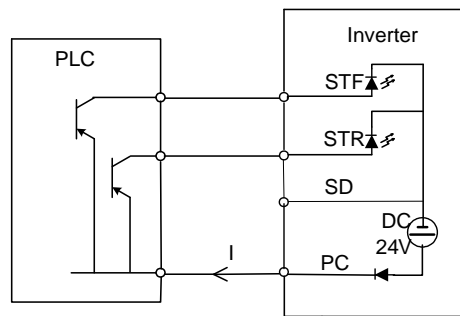 Inverter
PLC
STF
STR
SD
DC
24V
I
PC